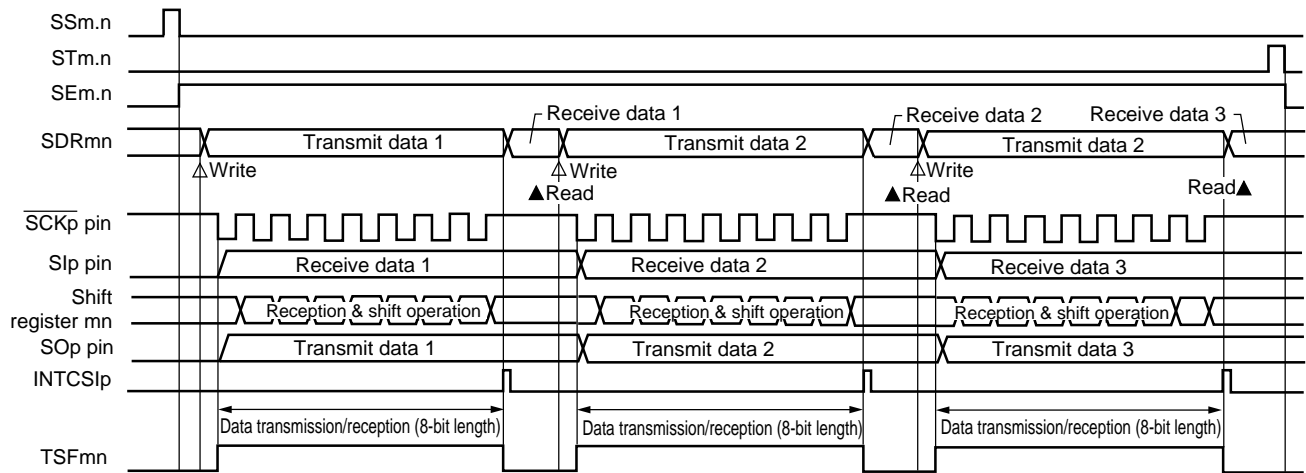 SSm.n
STm.n
SEm.n
Receive data 1
Receive data 2
Receive data 3
SDRmn
Transmit data 1
Transmit data 2
Transmit data 2
Write
Write
Write
Read
Read
Read
SCKp pin
SIp pin
Receive data 1
Receive data 2
Receive data 3
Shift
register mn
Reception & shift operation
Reception & shift operation
Reception & shift operation
SOp pin
Transmit data 1
Transmit data 2
Transmit data 3
INTCSIp
Data transmission/reception (8-bit length)
Data transmission/reception (8-bit length)
Data transmission/reception (8-bit length)
TSFmn